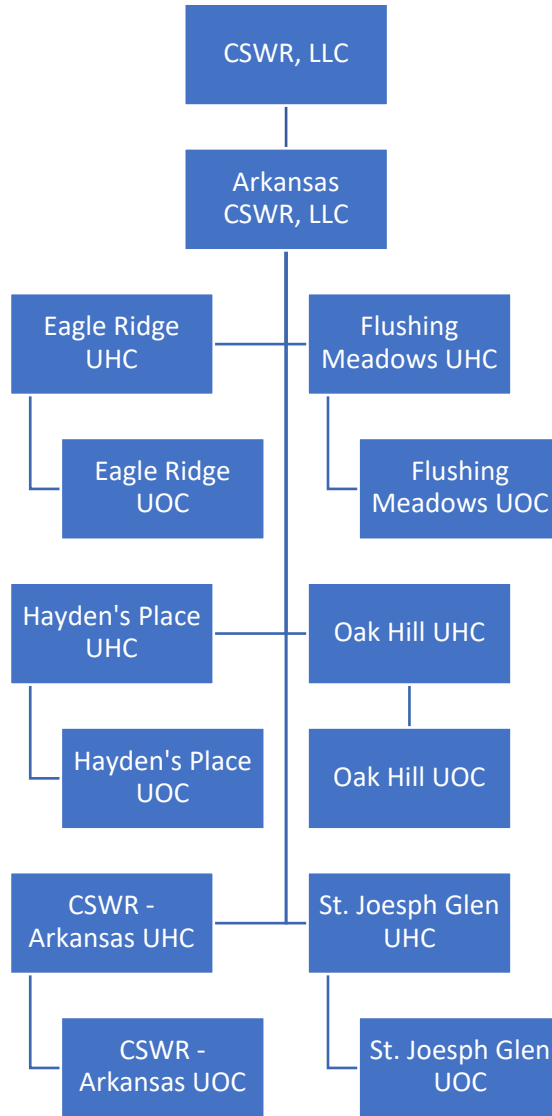 CSWR, LLC
Arkansas
CSWR, LLC
Eagle Ridge
UHC
Flushing
Meadows UHC
Eagle Ridge
UOC
Flushing
Meadows UOC
Hayden's Place
UHC
Oak Hill UHC
Hayden's Place
UOC
Oak Hill UOC
CSWR -
Arkansas UHC
St. Joesph Glen
UHC
CSWR -
Arkansas UOC
St. Joesph Glen
UOC